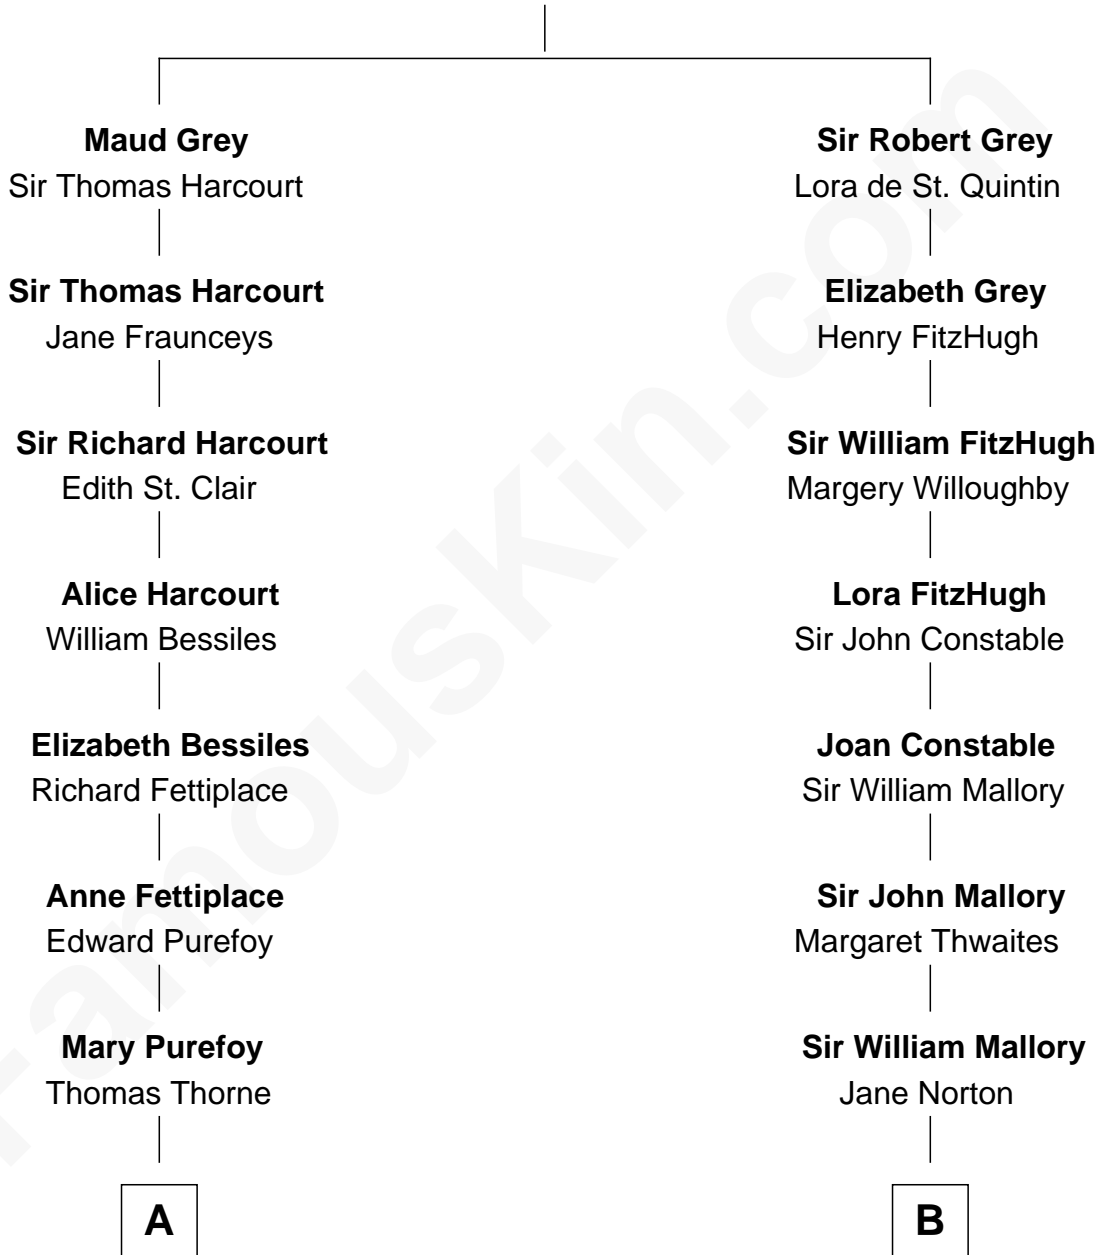 Maud Grey
Sir Thomas Harcourt
Sir Thomas Harcourt
Jane Fraunceys
Sir Richard Harcourt
Edith St. Clair
Alice Harcourt
William Bessiles
Elizabeth Bessiles
Richard Fettiplace
Anne Fettiplace
Edward Purefoy
Mary Purefoy
Thomas Thorne
A
Sir Robert Grey
Lora de St. Quintin
Elizabeth Grey
Henry FitzHugh
Sir William FitzHugh
Margery Willoughby
Lora FitzHugh
Sir John Constable
Joan Constable
Sir William Mallory
Sir John Mallory
Margaret Thwaites
Sir William Mallory
Jane Norton
B
FamousKin.com